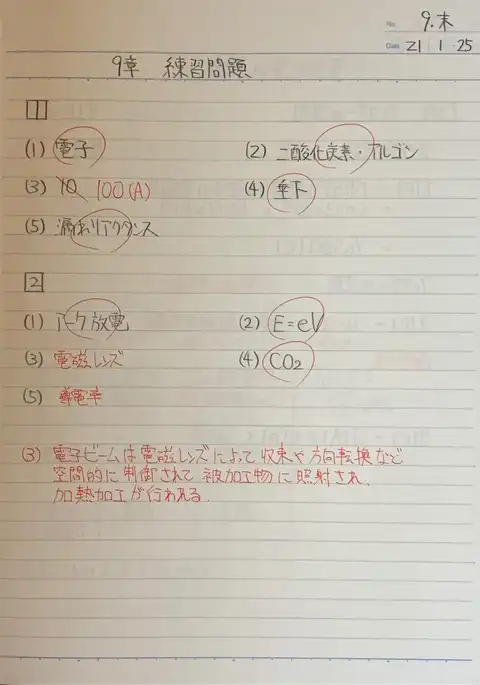 No. 9.末
Date 21 1 25
9章 練習問題
1
(1) 電子 (2) 二酸化炭素・アルゴン
(3) 10 100(A) (4) 垂下
(5) 漏れリアクタンス
2
(1) アーク放電 (2) E=eV
(3) 電磁レンズ (4) CO2
(5) 導電率
(3) 電子ビームは電磁レンズによって収束や方向転換など
空間的に制御されて被加工物に照射され、
加熱加工が行われる.